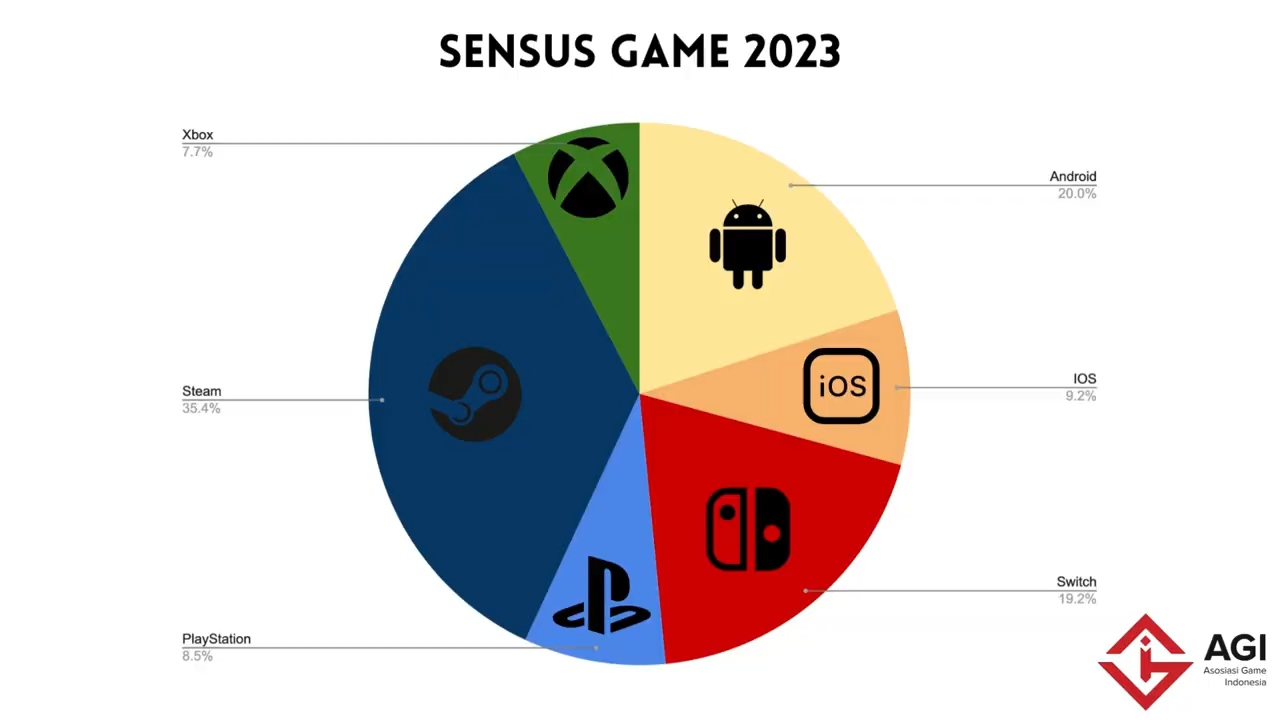 SENSUS GAME 2023
Xbox
7.7%
Android
20.0%
iOS
IOS
9.2%
Steam
35.4%
Switch
19.2%
PlayStation
8.5%
AGI
Asosiasi Game
Indonesia